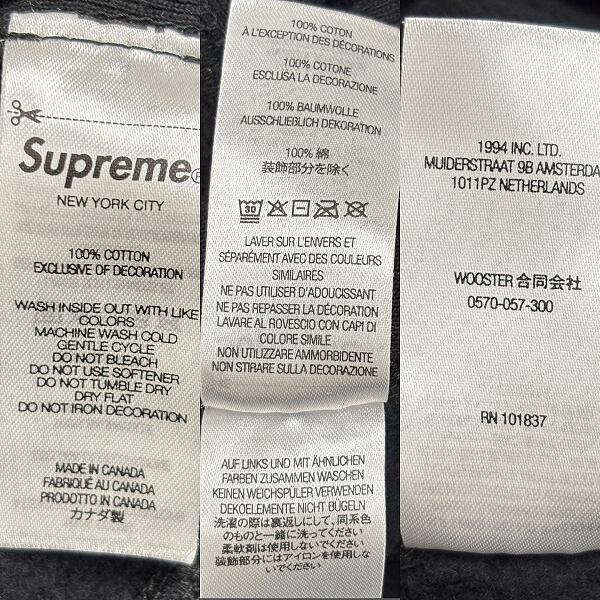 Supreme®
NEW YORK CITY
100% COTTON
EXCLUSIVE OF DECORATION
WASH INSIDE OUT WITH LIKE
COLORS
MACHINE WASH COLD
GENTLE CYCLE
DO NOT BLEACH
DO NOT USE SOFTENER
DO NOT TUMBLE DRY
DRY FLAT
DO NOT IRON DECORATION
MADE IN CANADA
FABRIQUÉ AU CANADA
PRODOTTO IN CANADA
カナダ製
100% COTON
À L'EXCEPTION DES DÉCORATIONS
100% COTONE
ESCLUSA LA DECORAZIONE
100% BAUMWOLLE
AUSSCHLIEßLICH DEKORATION
100% 綿
装飾部分を除く
30
LAVER SUR L'ENVERS ET
SÉPARÉMENT AVEC DES COULEURS
SIMILAIRES
NE PAS UTILISER D'ADOUCISSANT
NE PAS REPASSER LA DÉCORATION
LAVARE AL ROVESCIO CON CAPI DI
COLORE SIMILE
NON UTILIZZARE AMMORBIDENTE
NON STIRARE SULLA DECORAZIONE
AUF LINKS UND MIT ÄHNLICHEN
FARBEN ZUSAMMEN WASCHEN
KEINEN WEICHSPÜLER VERWENDEN
DEKOELEMENTE NICHT BÜGELN
洗濯の際は裏返しにして、同系色
のものと一緒に洗ってください
柔軟剤は使用しないでください
装飾部分にはアイロンを使用しな
いでください
1994 INC. LTD.
MUIDERSTRAAT 9B AMSTERDA
1011PZ NETHERLANDS
WOOSTER 合同会社
0570-057-300
RN 101837